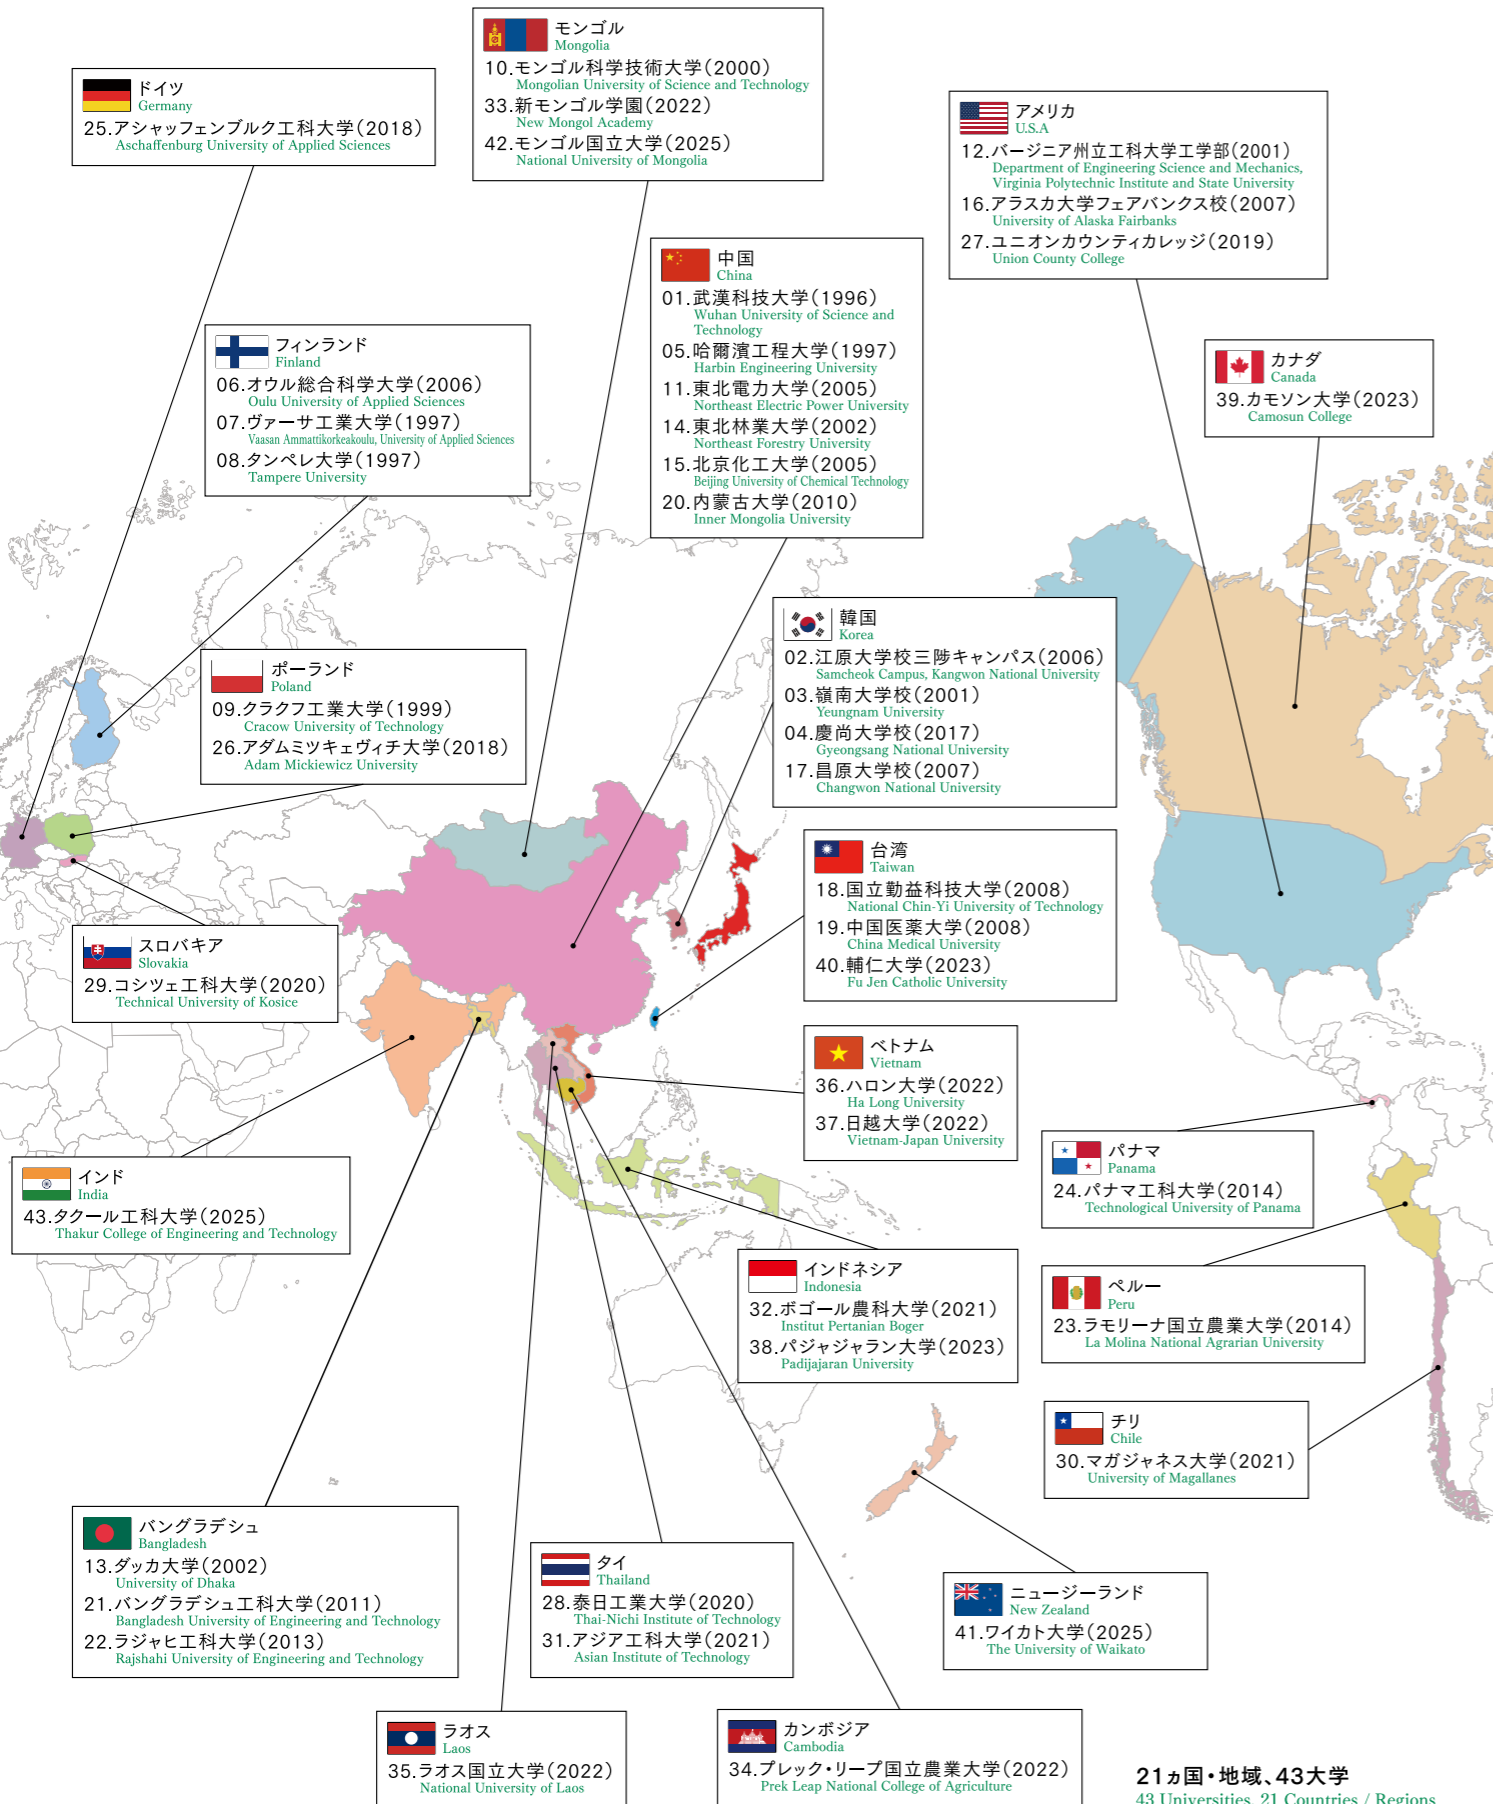 モンゴル
Mongolia
10.モンゴル科学技術大学(2000)
Mongolian University of Science and Technology
33.新モンゴル学園(2022)
New Mongol Academy
42.モンゴル国立大学(2025)
National University of Mongolia
ドイツ
Germany
25.アシャッフェンブルク工科大学(2018)
Aschaffenburg University of Applied Sciences
アメリカ
U.S.A
12.バージニア州立工科大学工学部(2001)
Department of Engineering Science and Mechanics,
Virginia Polytechnic Institute and State University
16.アラスカ大学フェアバンクス校(2007)
University of Alaska Fairbanks
27.ユニオンカウンティカレッジ(2019)
Union County College
中国
China
01.武漢科技大学(1996)
Wuhan University of Science and
Technology
05.哈爾濱工程大学(1997)
Harbin Engineering University
11.東北電力大学(2005)
Northeast Electric Power University
14.東北林業大学(2002)
Northeast Forestry University
15.北京化工大学(2005)
Beijing University of Chemical Technology
20.内蒙古大学(2010)
Inner Mongolia University
フィンランド
Finland
06.オウル総合科学大学(2006)
Oulu University of Applied Sciences
07.ヴァーサ工業大学(1997)
Vaasan Ammattikorkeakoulu, University of Applied Sciences
08.タンペレ大学(1997)
Tampere University
カナダ
Canada
39.カモソン大学(2023)
Camosun College
韓国
Korea
02.江原大学校三陟キャンパス(2006)
Samcheok Campus, Kangwon National University
03.嶺南大学校(2001)
Yeungnam University
04.慶尚大学校(2017)
Gyeongsang National University
17.昌原大学校(2007)
Changwon National University
ポーランド
Poland
09.クラクフ工業大学(1999)
Cracow University of Technology
26.アダムミツキェヴィチ大学(2018)
Adam Mickiewicz University
台湾
Taiwan
18.国立勤益科技大学(2008)
National Chin-Yi University of Technology
19.中国医薬大学(2008)
China Medical University
40.輔仁大学(2023)
Fu Jen Catholic University
スロバキア
Slovakia
29.コシツェ工科大学(2020)
Technical University of Kosice
ベトナム
Vietnam
36.ハロン大学(2022)
Ha Long University
37.日越大学(2022)
Vietnam-Japan University
パナマ
Panama
24.パナマ工科大学(2014)
Technological University of Panama
インド
India
43.タクール工科大学(2025)
Thakur College of Engineering and Technology
インドネシア
Indonesia
32.ボゴール農科大学(2021)
Institut Pertanian Boger
38.パジャジャラン大学(2023)
Padijajaran University
ペルー
Peru
23.ラモリーナ国立農業大学(2014)
La Molina National Agrarian University
チリ
Chile
30.マガジャネス大学(2021)
University of Magallanes
バングラデシュ
Bangladesh
13.ダッカ大学(2002)
University of Dhaka
21.バングラデシュ工科大学(2011)
Bangladesh University of Engineering and Technology
22.ラジャヒ工科大学(2013)
Rajshahi University of Engineering and Technology
タイ
Thailand
28.泰日工業大学(2020)
Thai-Nichi Institute of Technology
31.アジア工科大学(2021)
Asian Institute of Technology
ニュージーランド
New Zealand
41.ワイカト大学(2025)
The University of Waikato
ラオス
Laos
35.ラオス国立大学(2022)
National University of Laos
カンボジア
Cambodia
34.プレック・リープ国立農業大学(2022)
Prek Leap National College of Agriculture
21ヵ国・地域、43大学
43 Universities, 21 Countries / Regions